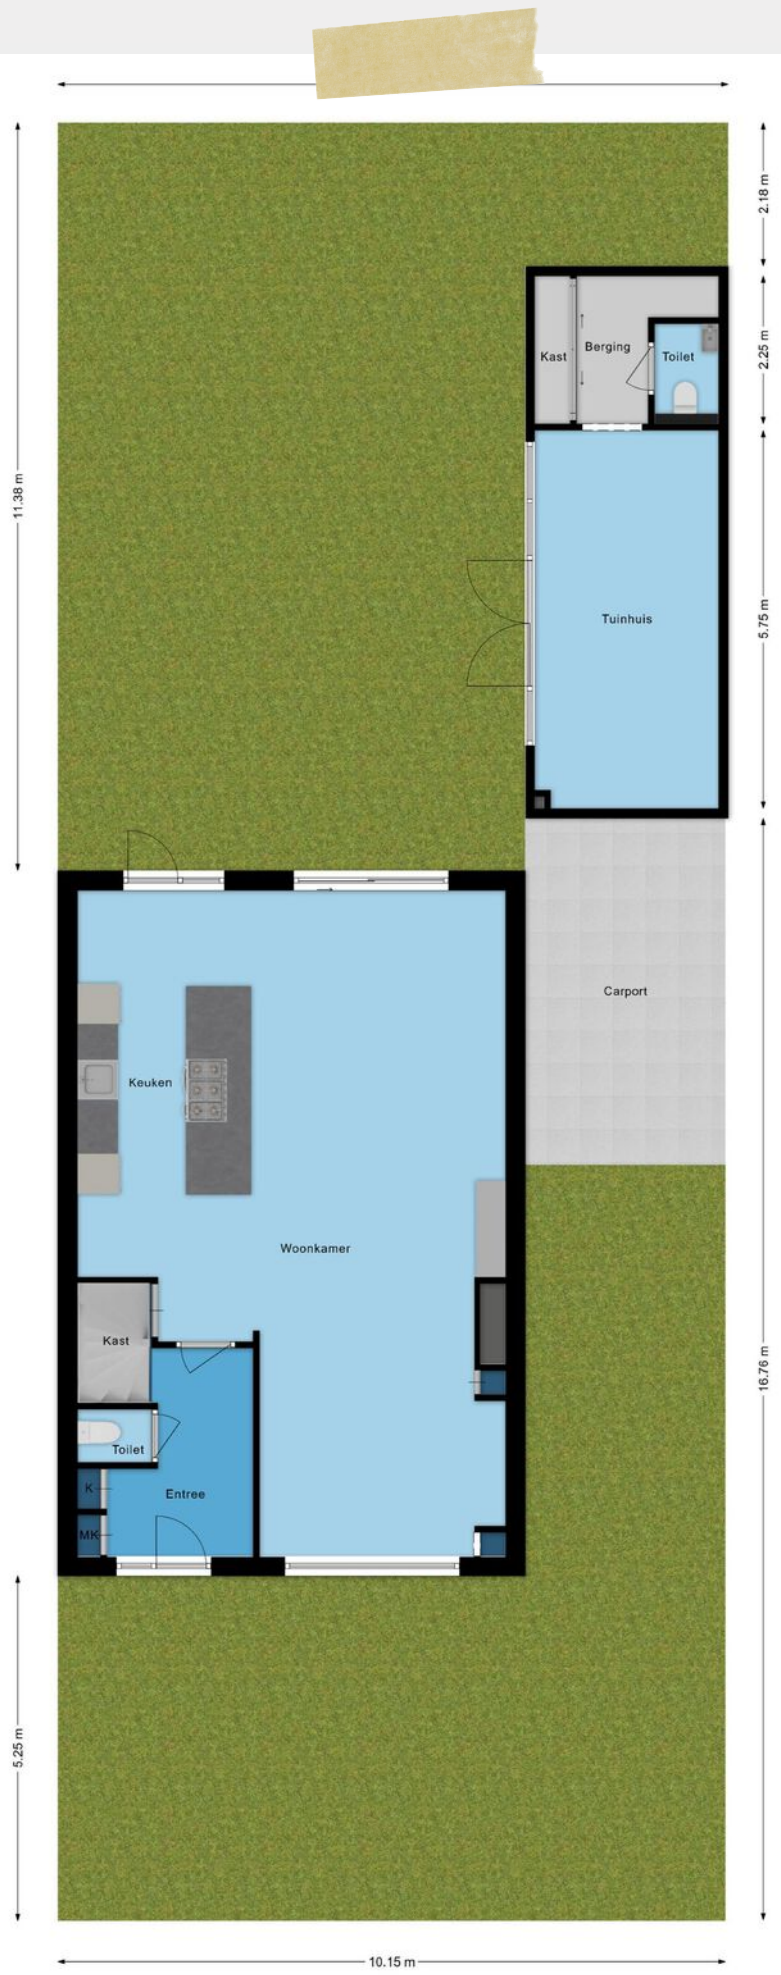 2.18 m
2.25 m
Kast
Berging
Toilet
11.38 m
5.75 m
Tuinhuis
Carport
Keuken
Woonkamer
Kast
16.76 m
Toilet
K
Entree
MK
5.25 m
10.15 m